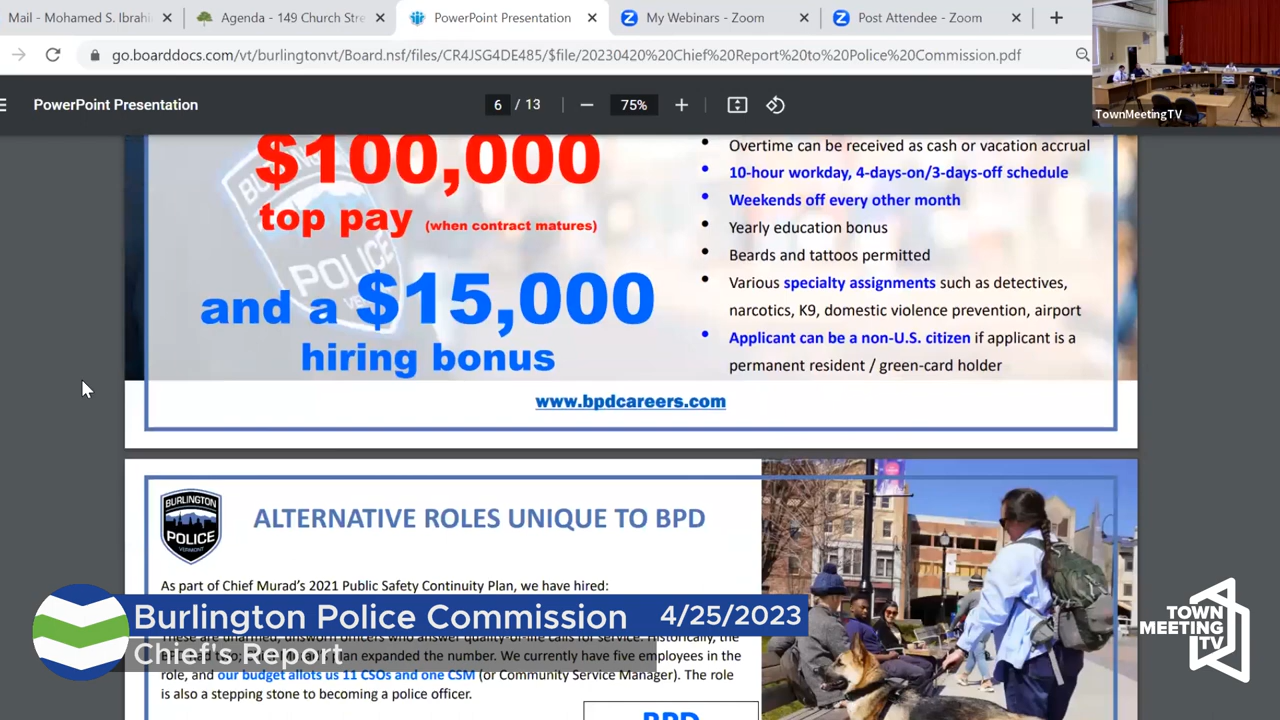 Mail - Mohamed S. Ibrahi
Agenda - 149 Church Stre
PowerPoint Presentation
My Webinars - Zoom
Post Attendee - Zoom
go.boarddocs.com/vt/burlingtonvt/Board.nsf/files/CR4JSG4DE485/$file/20230420%20Chief%20Report%20to%20Police%20Commission.pdf
PowerPoint Presentation
6 / 13
75%
TownMeetingTV
$100,000
top pay (when contract matures)
and a $15,000
hiring bonus
POLICE
• Overtime can be received as cash or vacation accrual
• 10-hour workday, 4-days-on/3-days-off schedule
• Weekends off every other month
• Yearly education bonus
• Beards and tattoos permitted
• Various specialty assignments such as detectives,
narcotics, K9, domestic violence prevention, airport
• Applicant can be a non-U.S. citizen if applicant is a
permanent resident / green-card holder
www.bpdcareers.com
BURLINGTON
POLICE
VERMONT
ALTERNATIVE ROLES UNIQUE TO BPD
As part of Chief Murad's 2021 Public Safety Continuity Plan, we have hired:
Burlington Police Commission 4/25/2023
Chief's Report
These are unarmed, unsworn officers who answer quality-of-life calls for service. Historically, the
plan expanded the number. We currently have five employees in the
role, and our budget allots us 11 CSOs and one CSM (or Community Service Manager). The role
is also a stepping stone to becoming a police officer.
BPD
TOWN
MEETING
TV